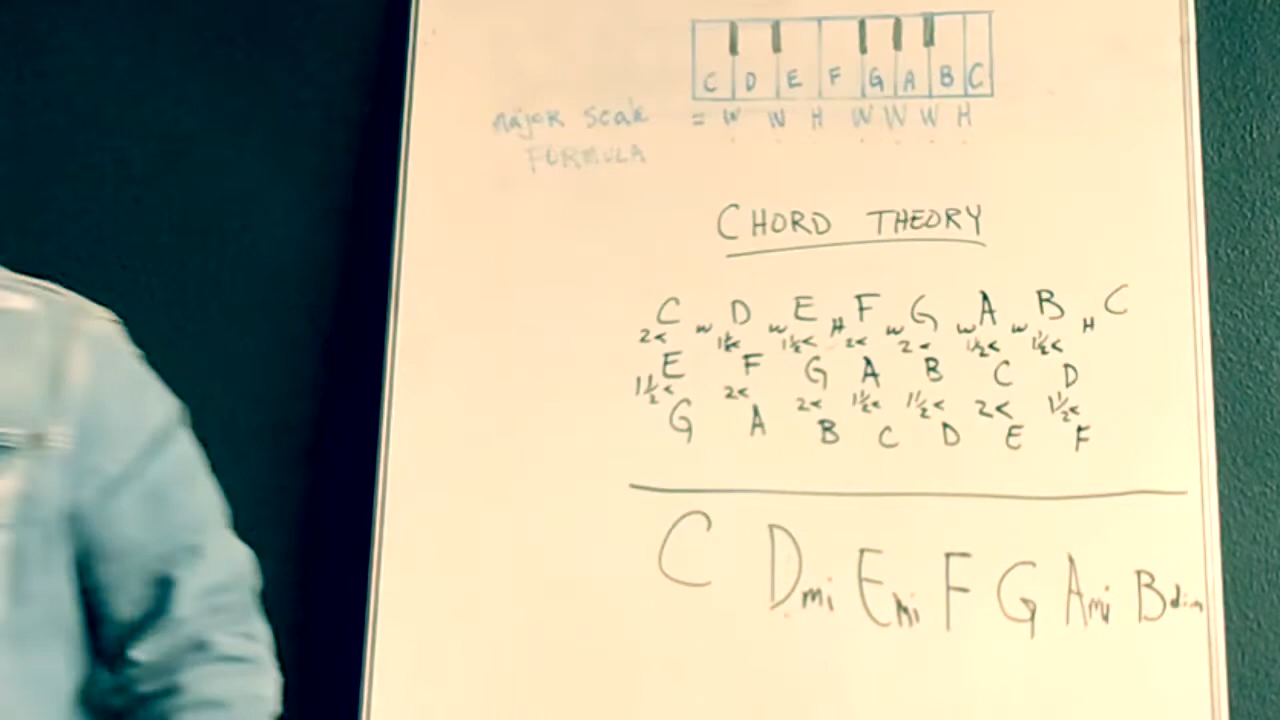 C D E F G A B C
major scale = W W H W W W H
FORMULA
CHORD THEORY
C W D W E H F W G W A W B H C
2< 1½< 1½< 2< 2< 1½< 1½<
E F G A B C D
1½< 2< 2< 1½< 1½< 2< 1½<
G A B C D E F
C Dmi Emi F G Ami Bdim